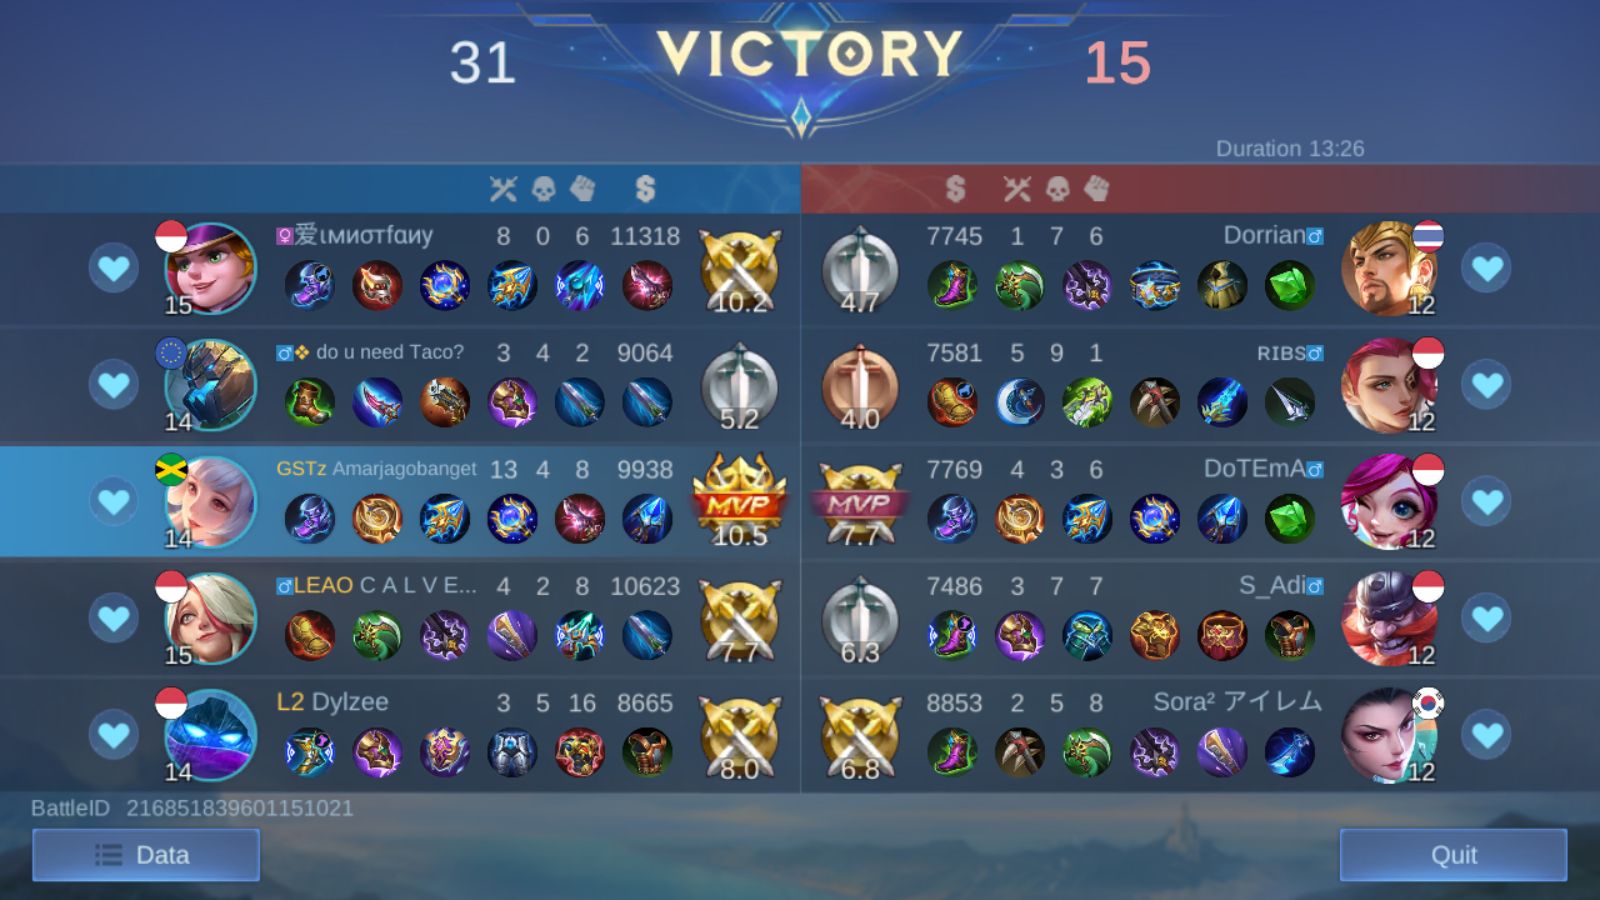 31 VICTORY 15
Duration 13:26
爱ιмиσтfαиу 8 0 6 11318 10.2
15
4.7 7745 1 7 6 Dorrian
12
do u need Taco? 3 4 2 9064 5.2
14
4.0 7581 5 9 1 ʀɪʙs
12
GSTz Amarjagobanget 13 4 8 9938 MVP 10.5
14
MVP 7.7 7769 4 3 6 DoTEmA
12
LEAO C A L V E... 4 2 8 10623 7.7
15
6.3 7486 3 7 7 S_Adi
12
L2 Dylzee 3 5 16 8665 8.0
14
6.8 8853 2 5 8 Sora² アイレム
12
BattleID 216851839601151021
Data
Quit